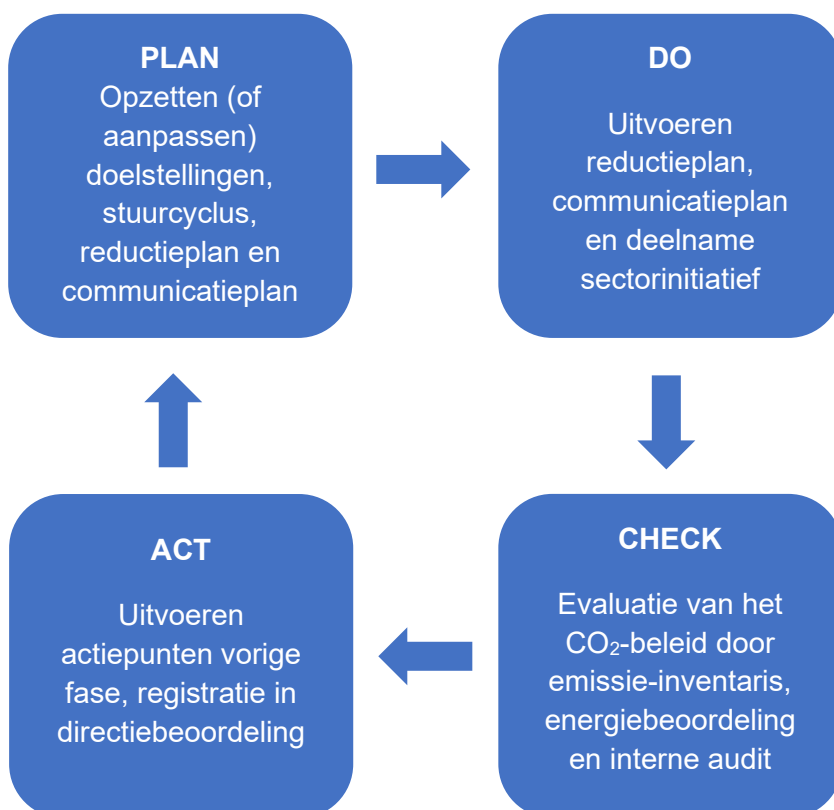 PLAN
Opzetten (of
aanpassen)
doelstellingen,
stuurcyclus,
reductieplan en
communicatieplan
DO
Uitvoeren
reductieplan,
communicatieplan
en deelname
sectorinitiatief
ACT
Uitvoeren
actiepunten vorige
fase, registratie in
directiebeoordeling
CHECK
Evaluatie van het
CO₂-beleid door
emissie-inventaris,
energiebeoordeling
en interne audit